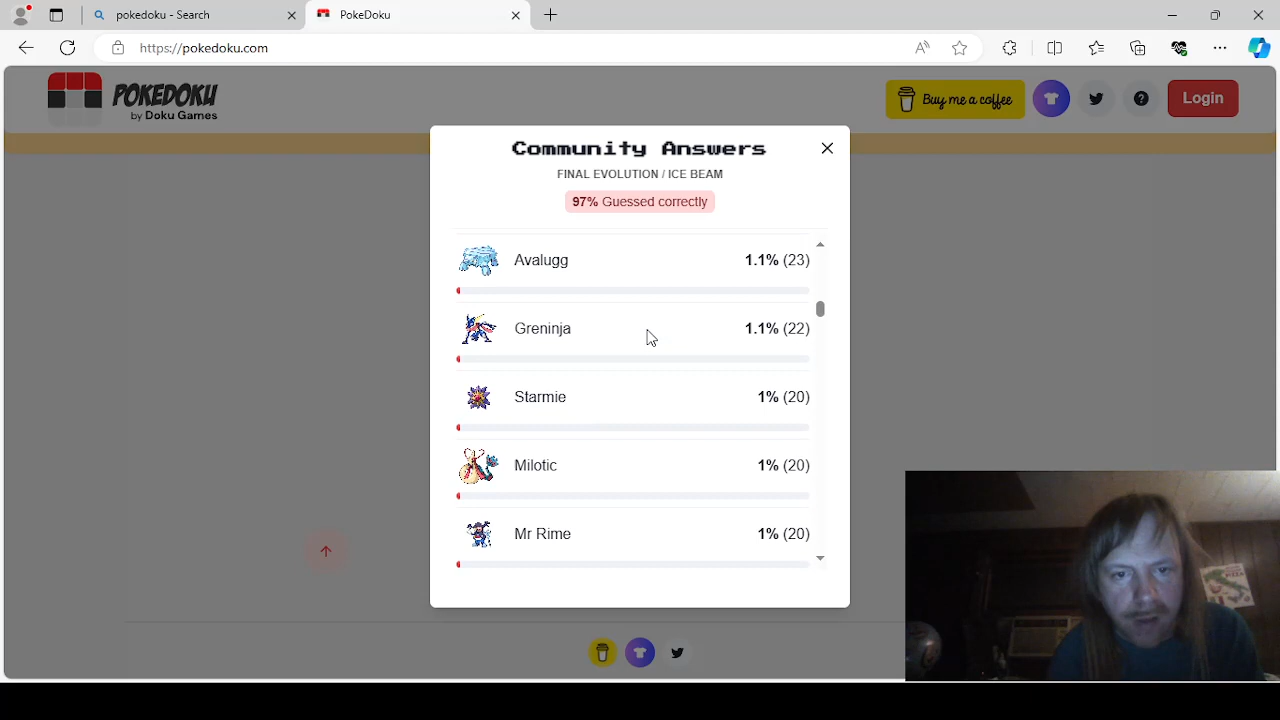 pokedoku - Search
PokeDoku
https://pokedoku.com
POKEDOKU
by Doku Games
Buy me a coffee
Login
Community Answers
FINAL EVOLUTION / ICE BEAM
97% Guessed correctly
Avalugg 1.1% (23)
Greninja 1.1% (22)
Starmie 1% (20)
Milotic 1% (20)
Mr Rime 1% (20)